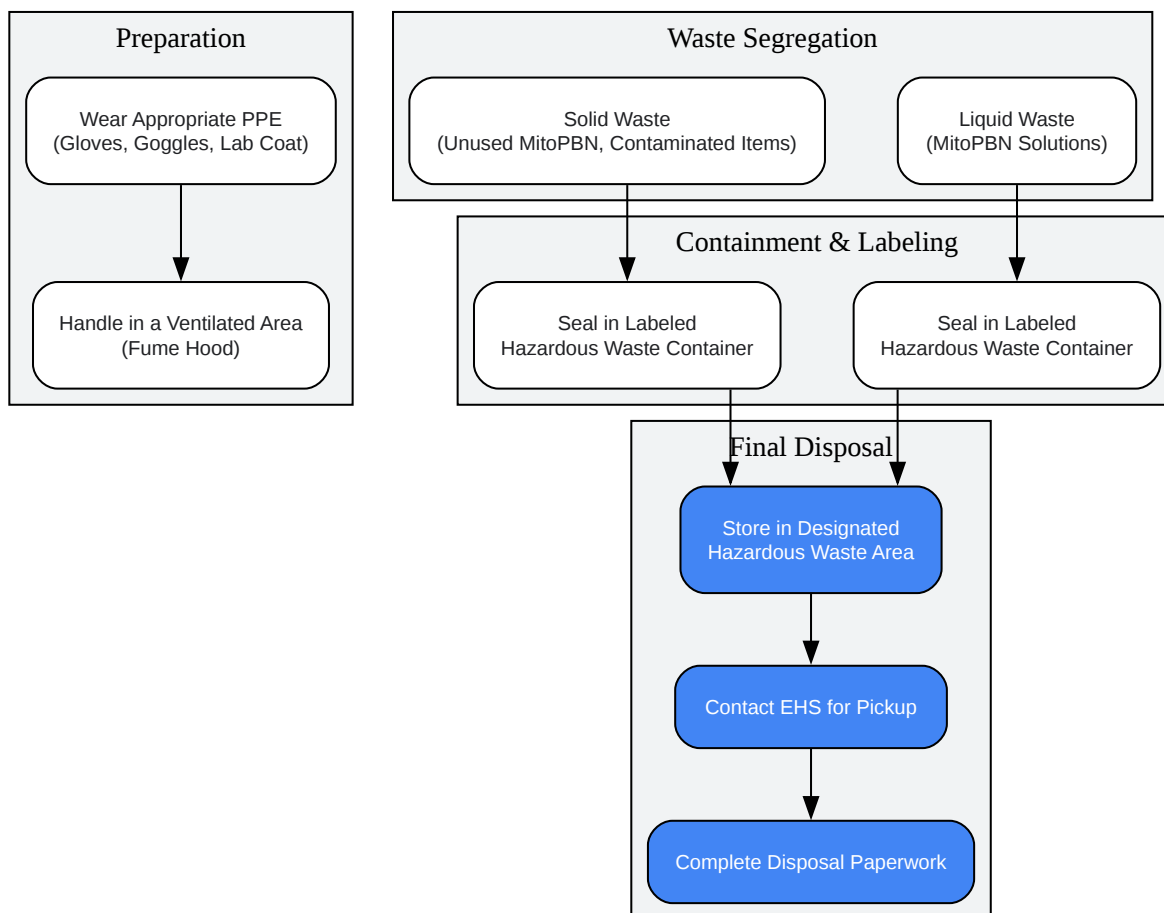 Preparation
Wear Appropriate PPE
(Gloves, Goggles, Lab Coat)
Handle in a Ventilated Area
(Fume Hood)
Waste Segregation
Solid Waste
(Unused MitoPBN, Contaminated Items)
Liquid Waste
(MitoPBN Solutions)
Containment & Labeling
Seal in Labeled
Hazardous Waste Container
Seal in Labeled
Hazardous Waste Container
Final Disposal
Store in Designated
Hazardous Waste Area
Contact EHS for Pickup
Complete Disposal Paperwork